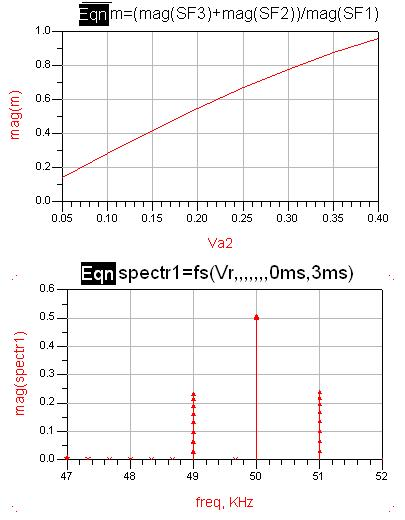 Eqn m=(mag(SF3)+mag(SF2))/mag(SF1)
1.0
0.8
0.6
0.4
0.2
0.0
mag(m)
0.05 0.10 0.15 0.20 0.25 0.30 0.35 0.40
Va2
Eqn spectr1=fs(Vr,,,,,,,0ms,3ms)
0.6
0.5
0.4
0.3
0.2
0.1
0.0
mag(spectr1)
47 48 49 50 51 52
freq, KHz